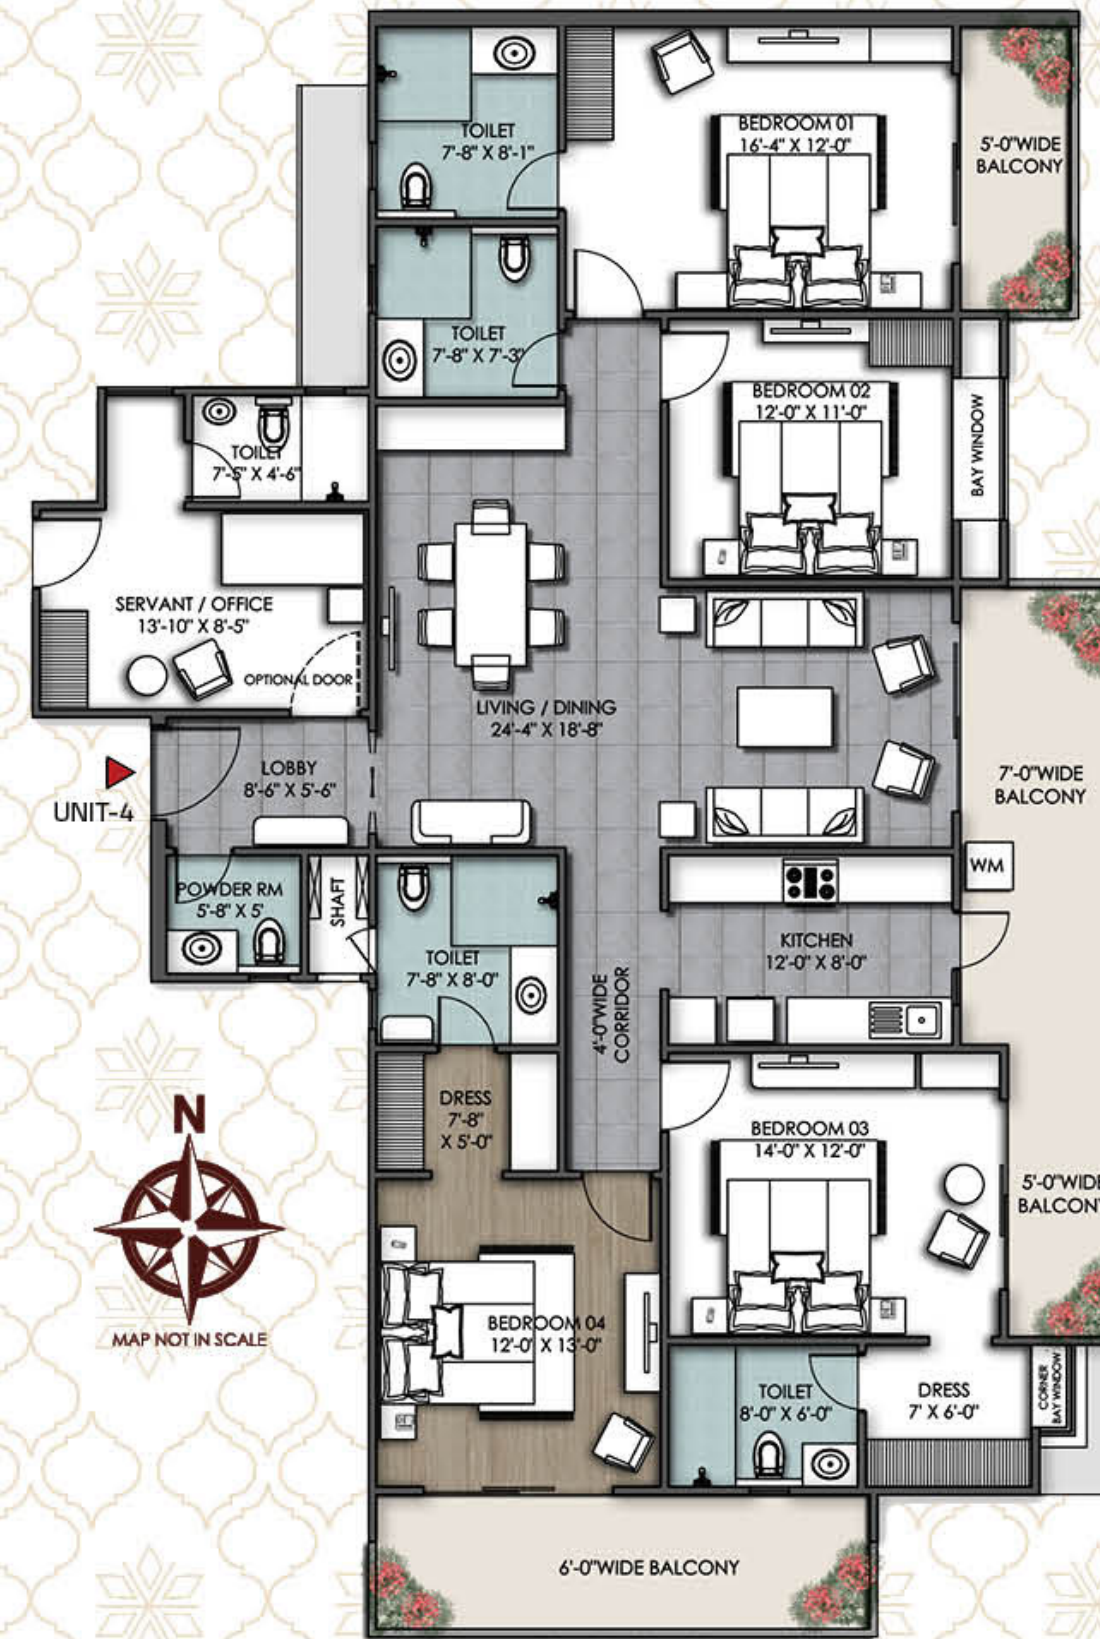 TOILET
7'-8" X 8'-1"
BEDROOM 01
16'-4" X 12'-0"
5'-0"WIDE
BALCONY
TOILET
7'-8" X 7'-3"
BEDROOM 02
12'-0" X 11'-0"
BAY WINDOW
TOILET
7'-5" X 4'-6"
SERVANT / OFFICE
13'-10" X 8'-5"
OPTIONAL DOOR
LIVING / DINING
24'-4" X 18'-8"
LOBBY
8'-6" X 5'-6"
UNIT-4
7'-0"WIDE
BALCONY
WM
POWDER RM
5'-8" X 5'
SHAFT
TOILET
7'-8" X 8'-0"
KITCHEN
12'-0" X 8'-0"
4'-0"WIDE
CORRIDOR
DRESS
7'-8"
X 5'-0"
N
MAP NOT IN SCALE
BEDROOM 03
14'-0" X 12'-0"
5'-0"WIDE
BALCONY
BEDROOM 04
12'-0" X 13'-0"
TOILET
8'-0" X 6'-0"
DRESS
7' X 6'-0"
CORNER
BAY WINDOW
6'-0"WIDE BALCONY